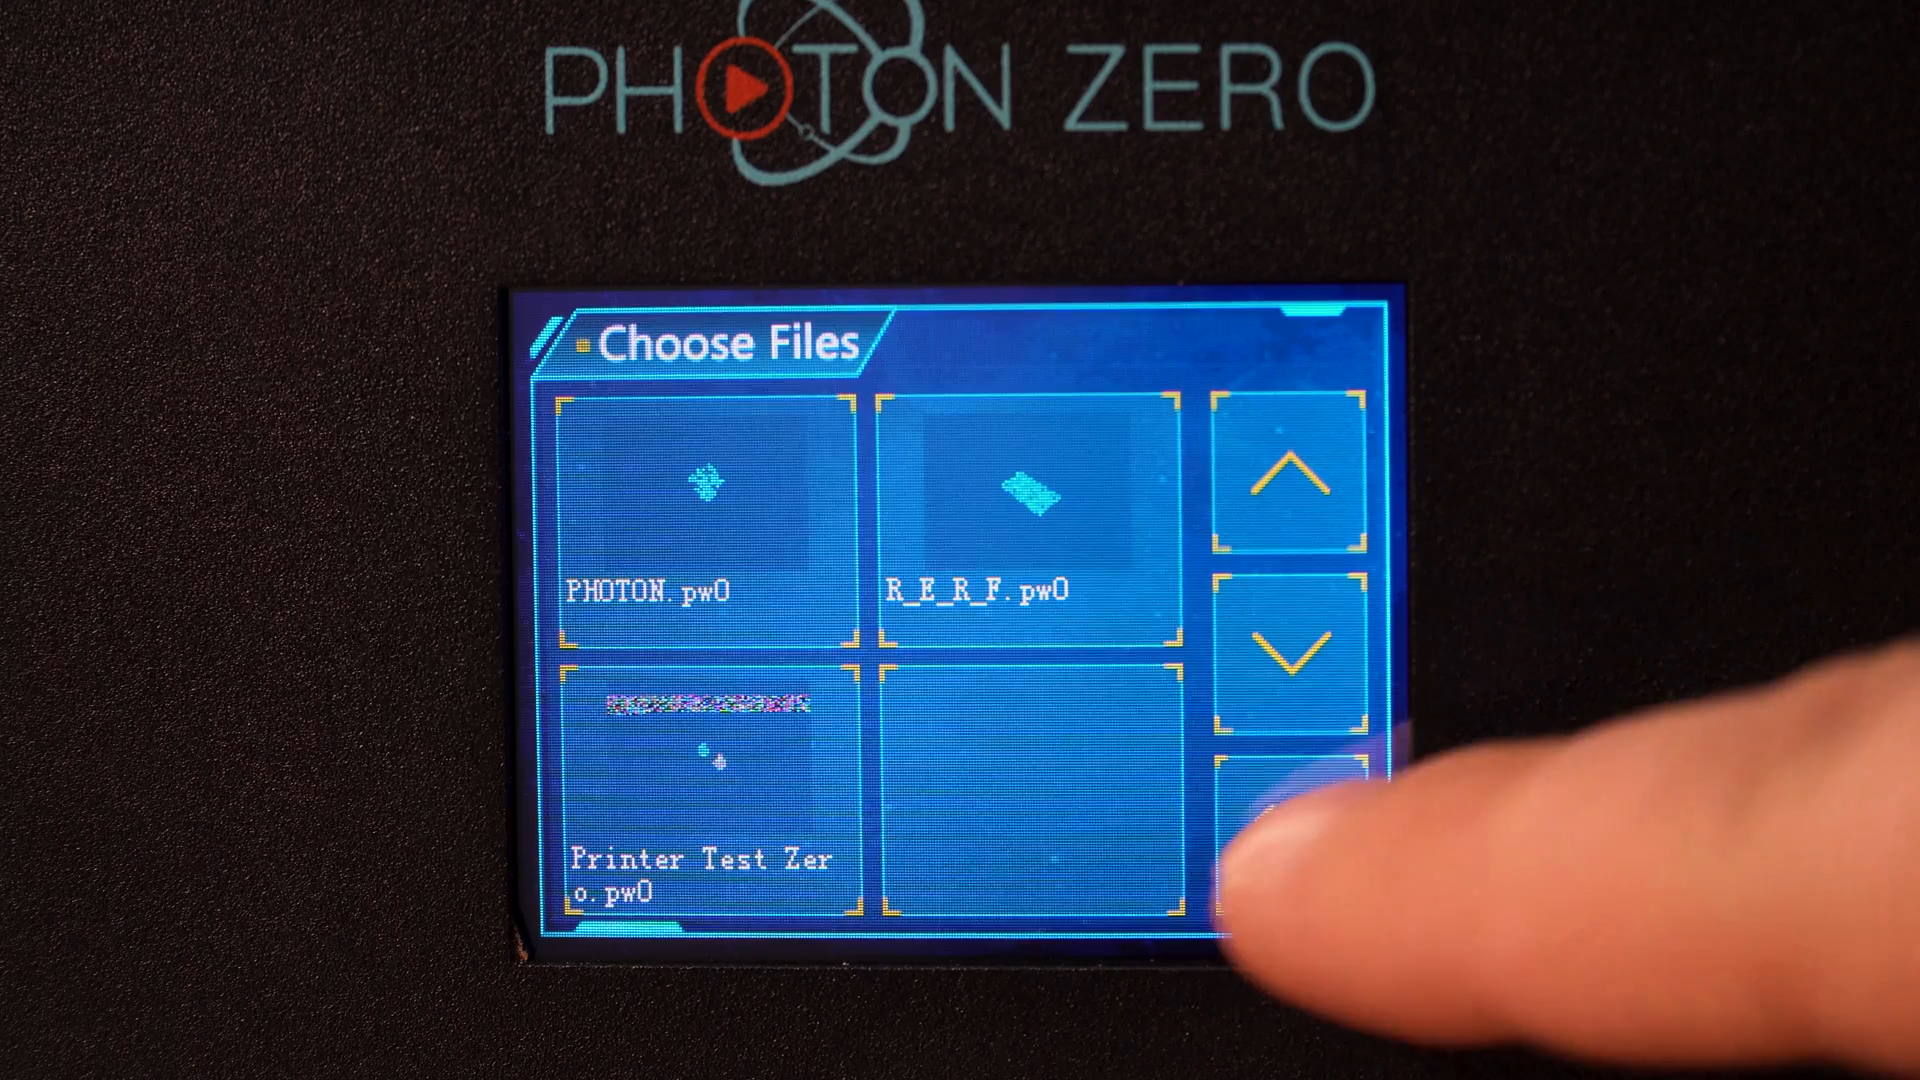 PHOTON ZERO
Choose Files
PHOTON.pw0
R_E_R_F.pw0
Printer Test Zer
o.pw0